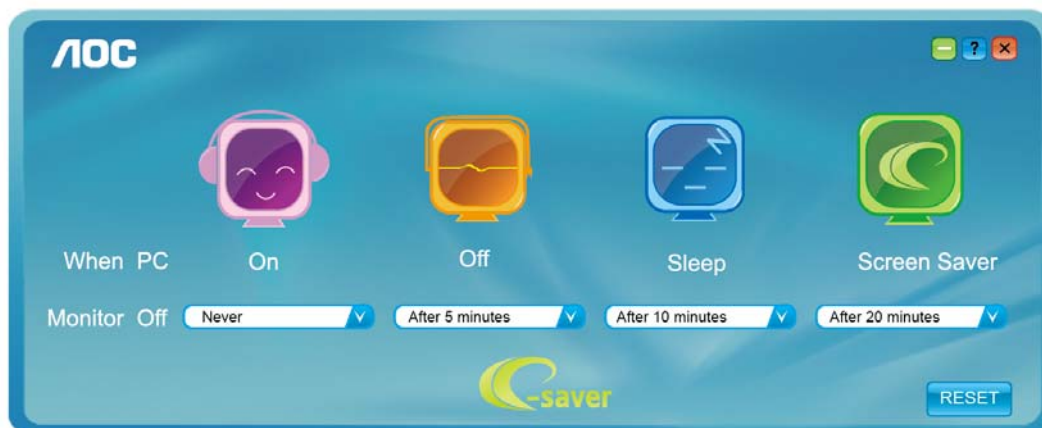 AOC
?
When PC On Off Sleep Screen Saver
Monitor Off Never After 5 minutes After 10 minutes After 20 minutes
e-saver
RESET